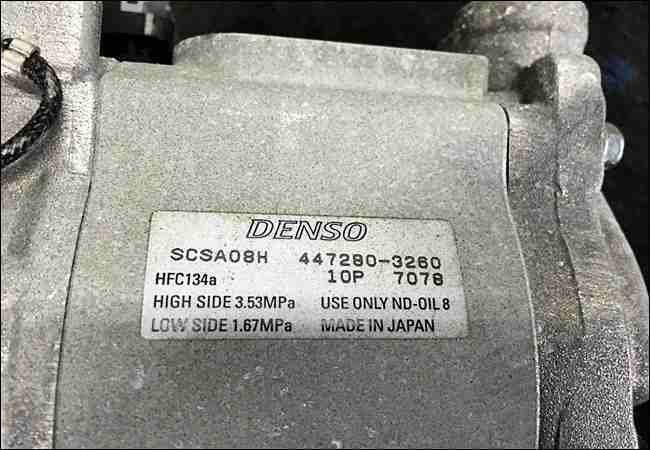 DENSO
SCSA08H 447280-3260
HFC134a 10P 7078
HIGH SIDE 3.53MPa USE ONLY ND-OIL 8
LOW SIDE 1.67MPa MADE IN JAPAN